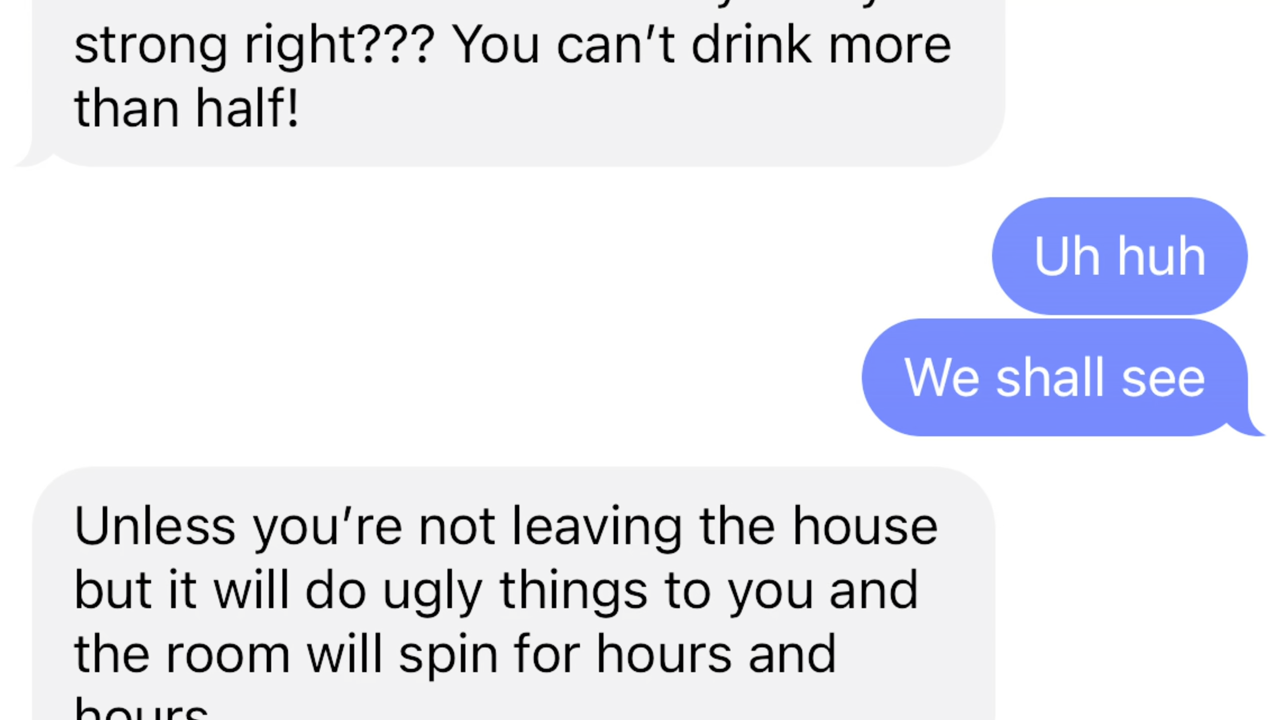 strong right??? You can’t drink more
than half!
Uh huh
We shall see
Unless you’re not leaving the house
but it will do ugly things to you and
the room will spin for hours and
hours